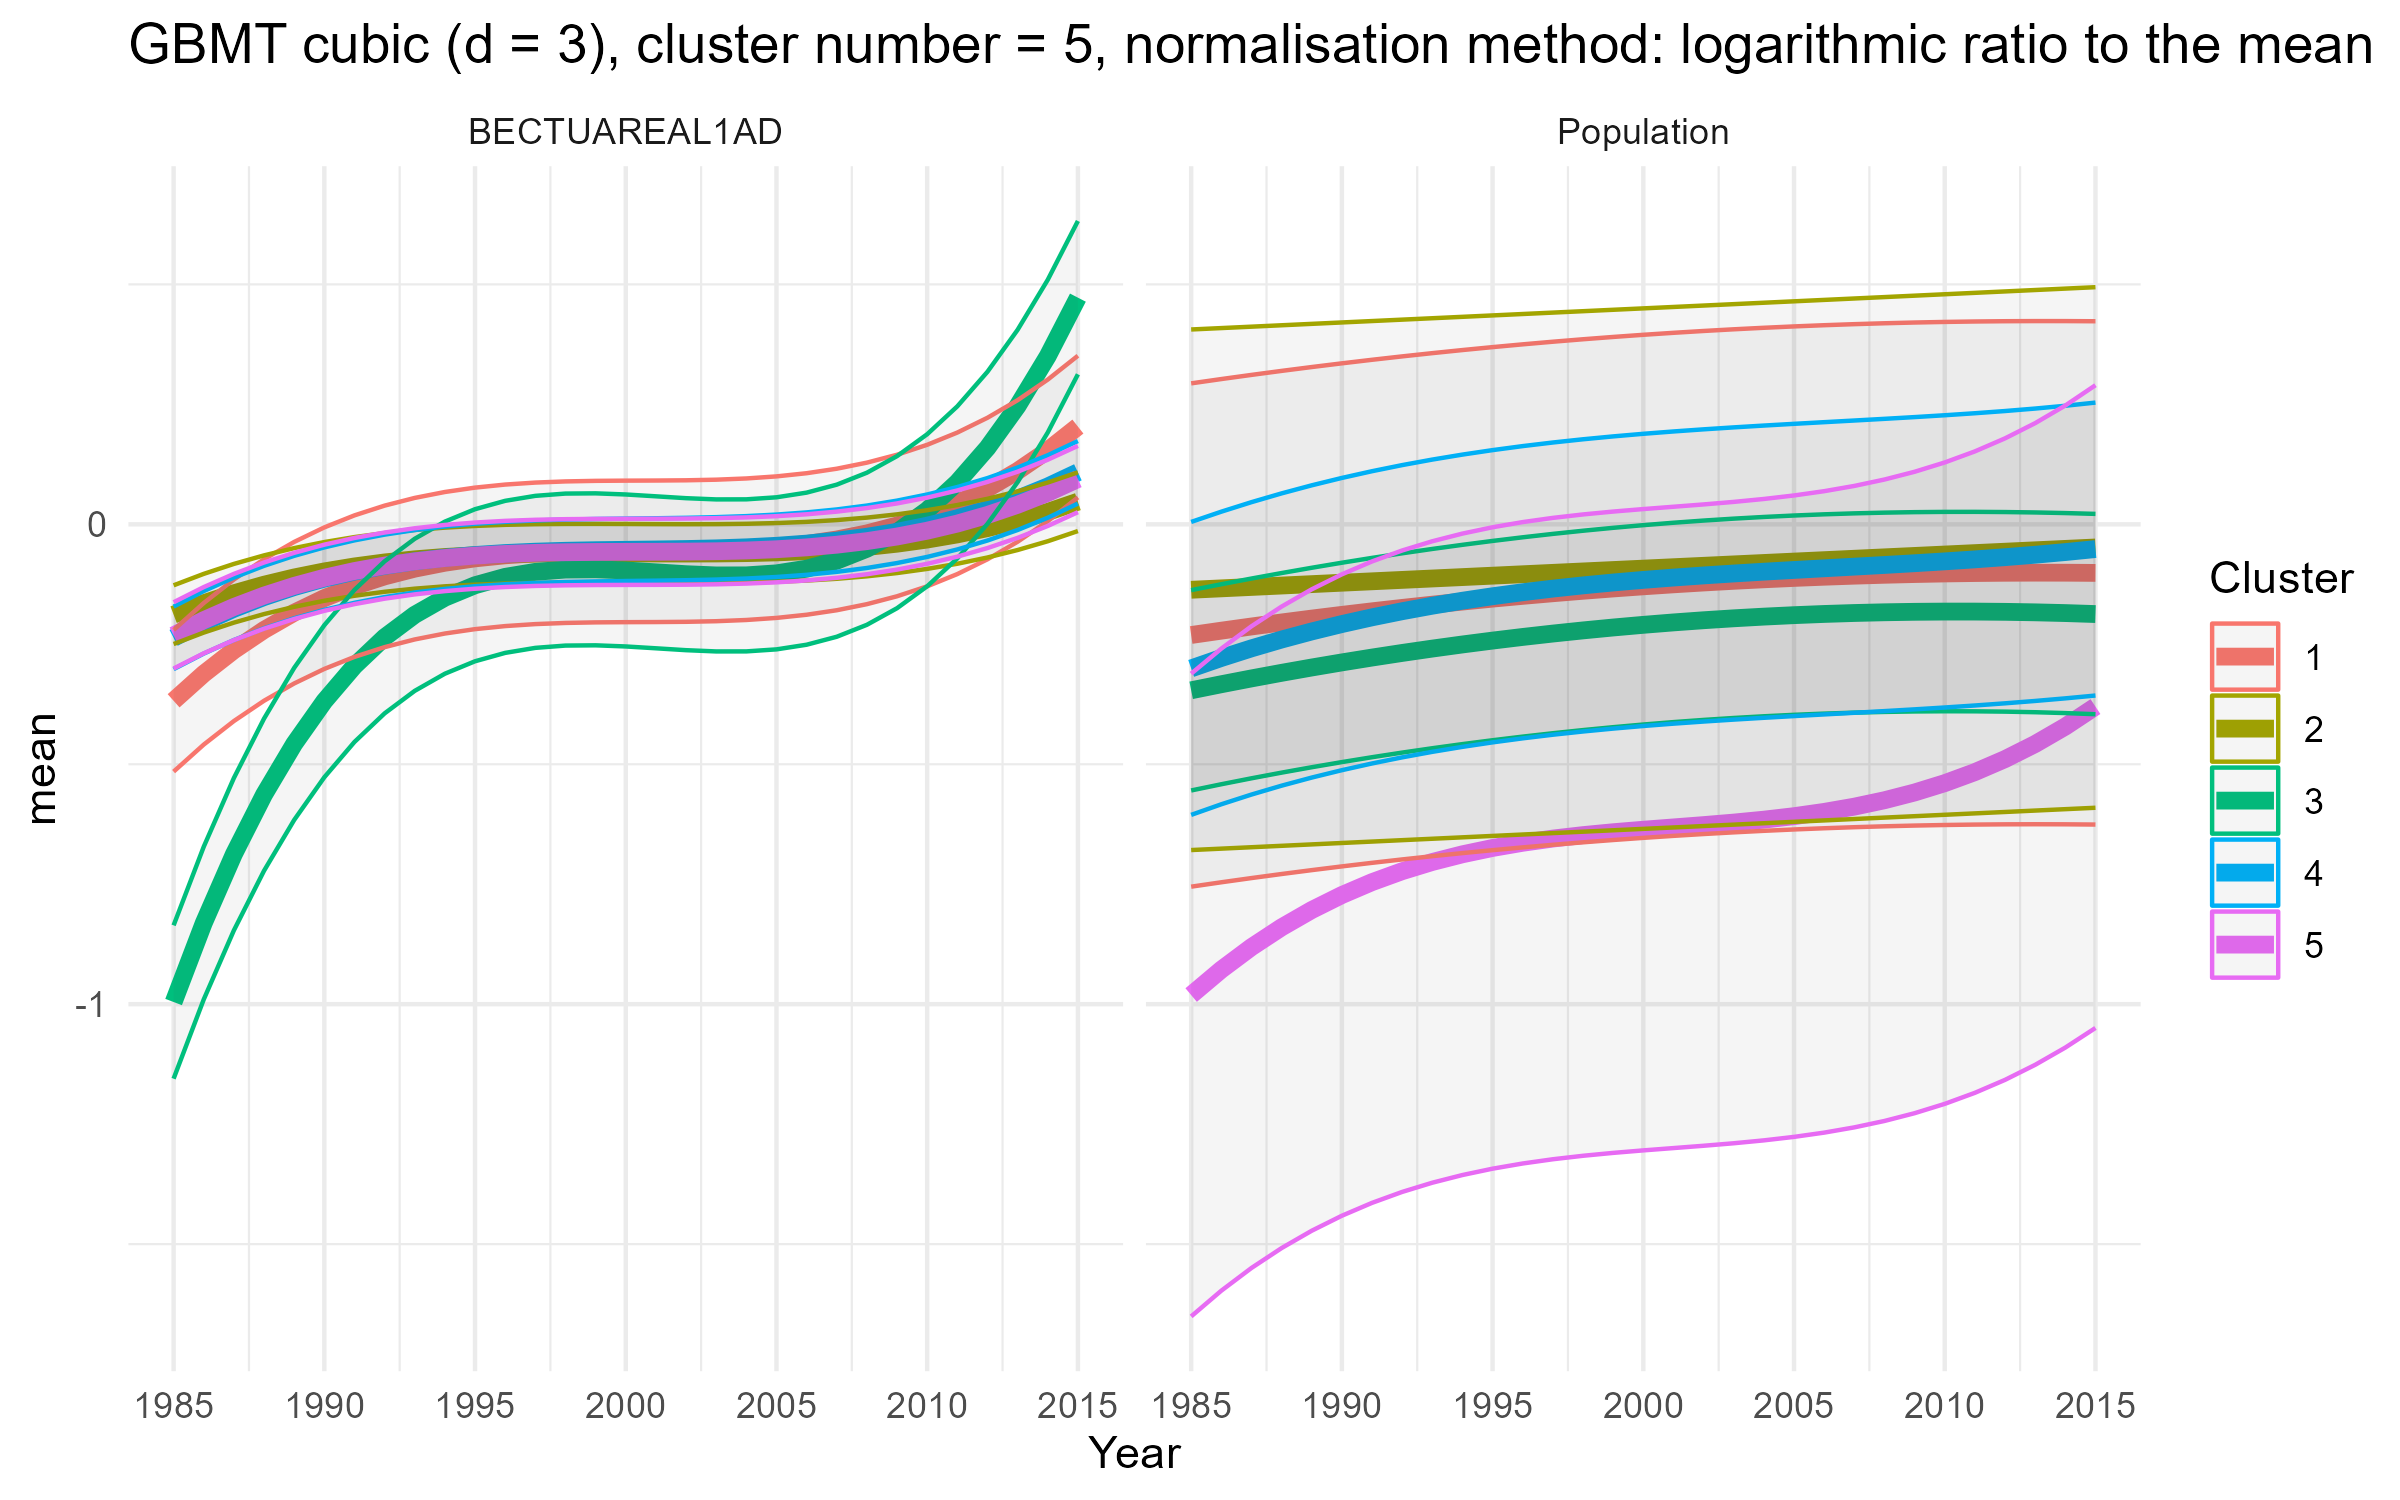 GBMT cubic (d = 3), cluster number = 5, normalisation method: logarithmic ratio to the mean
BECTUAREAL1AD
Population
mean
0
-1
1985 1990 1995 2000 2005 2010 2015
1985 1990 1995 2000 2005 2010 2015
Year
Cluster
1
2
3
4
5